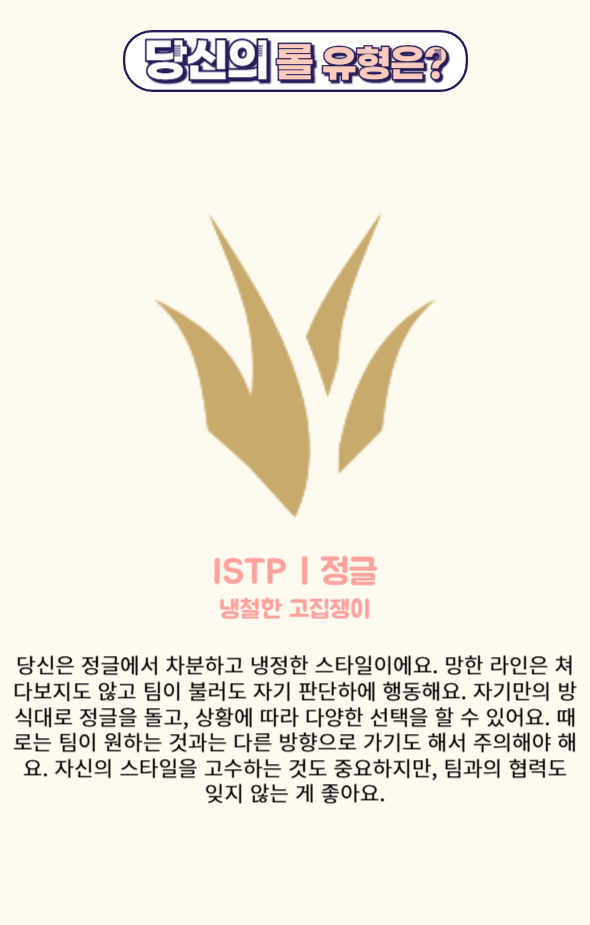 당신의 롤 유형은?
ISTP | 정글
냉철한 고집쟁이
당신은 정글에서 차분하고 냉정한 스타일이에요. 망한 라인은 쳐
다보지도 않고 팀이 불러도 자기 판단하에 행동해요. 자기만의 방
식대로 정글을 돌고, 상황에 따라 다양한 선택을 할 수 있어요. 때
로는 팀이 원하는 것과는 다른 방향으로 가기도 해서 주의해야 해
요. 자신의 스타일을 고수하는 것도 중요하지만, 팀과의 협력도
잊지 않는 게 좋아요.